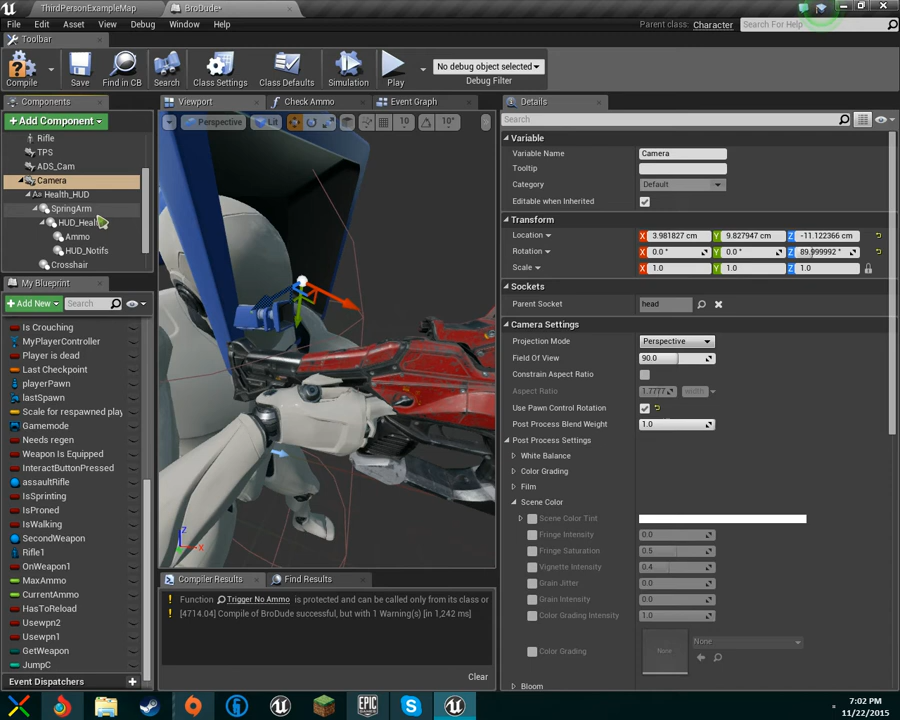 ThirdPersonExampleMap
BroDude*
File Edit Asset View Debug Window Help
Parent class: Character
Search For Help
Toolbar
Compile
Save
Find in CB
Search
Class Settings
Class Defaults
Simulation
Play
No debug object selected
Debug Filter
Components
Viewport
Check Ammo
Event Graph
Details
+Add Component
Perspective
Lit
10
10°
Search
Rifle
TPS
ADS_Cam
Camera
Health_HUD
SpringArm
Ammo
HUD_Notifs
Crosshair
Variable
Variable Name Camera
Tooltip
Category Default
Editable when Inherited
Transform
Location X 3.981827 cm Y 9.827947 cm Z -11.122366 cm
Rotation X 0.0 ° Y 0.0 ° Z 89.999992 °
Scale X 1.0 Y 1.0 Z 1.0
Sockets
Parent Socket head
Camera Settings
Projection Mode Perspective
Field Of View 90.0
Constrain Aspect Ratio
Aspect Ratio 1.7777 width
Use Pawn Control Rotation
Post Process Blend Weight 1.0
Post Process Settings
White Balance
Color Grading
Film
Scene Color
Scene Color Tint
Fringe Intensity 0.0
Fringe Saturation 0.5
Vignette Intensity 0.4
Grain Jitter 0.0
Grain Intensity 0.0
Color Grading Intensity 1.0
Color Grading None None
Bloom
My Blueprint
+Add New Search
Is Crouching
MyPlayerController
Player is dead
Last Checkpoint
playerPawn
lastSpawn
Scale for respawned play
Gamemode
Needs regen
Weapon Is Equipped
InteractButtonPressed
assaultRifle
IsSprinting
IsProned
IsWalking
SecondWeapon
Rifle1
OnWeapon1
MaxAmmo
CurrentAmmo
HasToReload
Usewpn2
Usewpn1
GetWeapon
JumpC
Event Dispatchers
Z
X
Compiler Results
Find Results
Function Trigger No Ammo is protected and can be called only from its class or
[4714.04] Compile of BroDude successful, but with 1 Warning(s) [in 1,242 ms]
Clear
EPIC
7:02 PM
11/22/2015